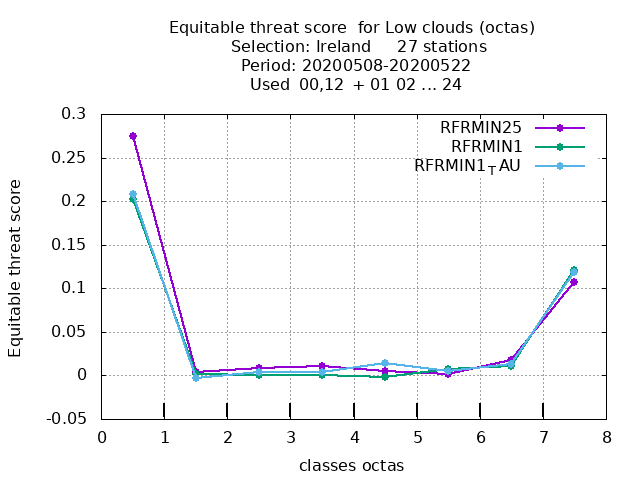 Equitable threat score  for Low clouds (octas)
Selection: Ireland     27 stations
Period: 20200508-20200522
Used  00,12  + 01 02 ... 24
RFRMIN25
RFRMIN1
RFRMIN1TAU
0.3
0.25
0.2
0.15
0.1
0.05
0
-0.05
Equitable threat score
0 1 2 3 4 5 6 7 8
classes octas